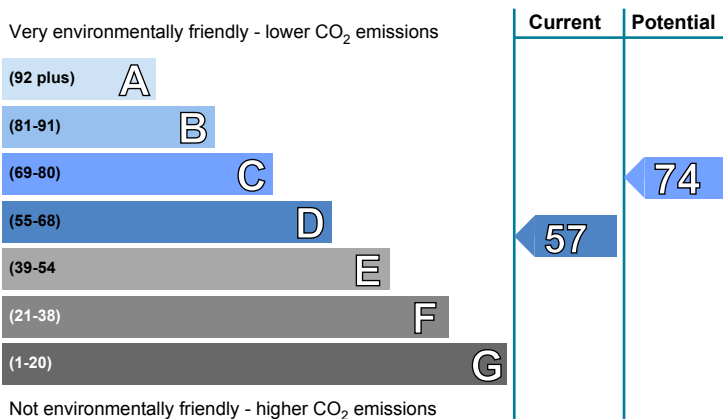 Very environmentally friendly - lower CO2 emissions
Current
Potential
(92 plus) A
(81-91) B
(69-80) C
74
(55-68) D
57
(39-54 E
(21-38) F
(1-20) G
Not environmentally friendly - higher CO2 emissions